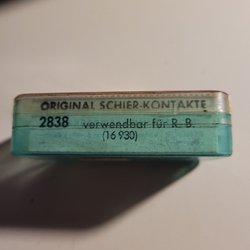 ORIGINAL SCHIER-KONTAKTE
2838 verwendbar für R. B.
(16 930)